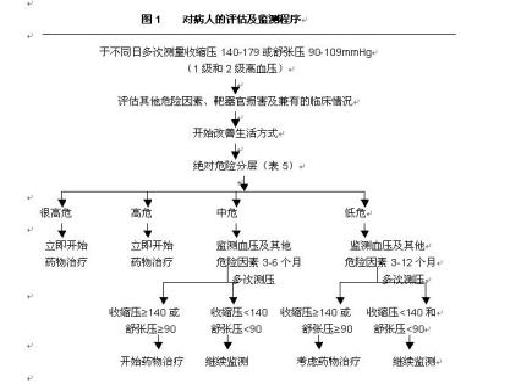 图 1 对病人的评估及监测程序
于不同日多次测量收缩压 140-179 或舒张压 90-109mmHg
（1 级和 2 级高血压）
评估其他危险因素、靶器官损害及兼有的临床情况
开始改善生活方式
绝对危险分层（表 5）
很高危 高危 中危 低危
立即开始 立即开始 监测血压及其他 监测血压及其他
药物治疗 药物治疗 危险因素 3-6 个月 危险因素 3-12 个月
多次测压 多次测压
收缩压≥140 或 收缩压<140 收缩压≥140 或 收缩压<140 和
舒张压≥90 舒张压<90 舒张压≥90 舒张压<90
开始药物治疗 继续监测 考虑药物治疗 继续监测